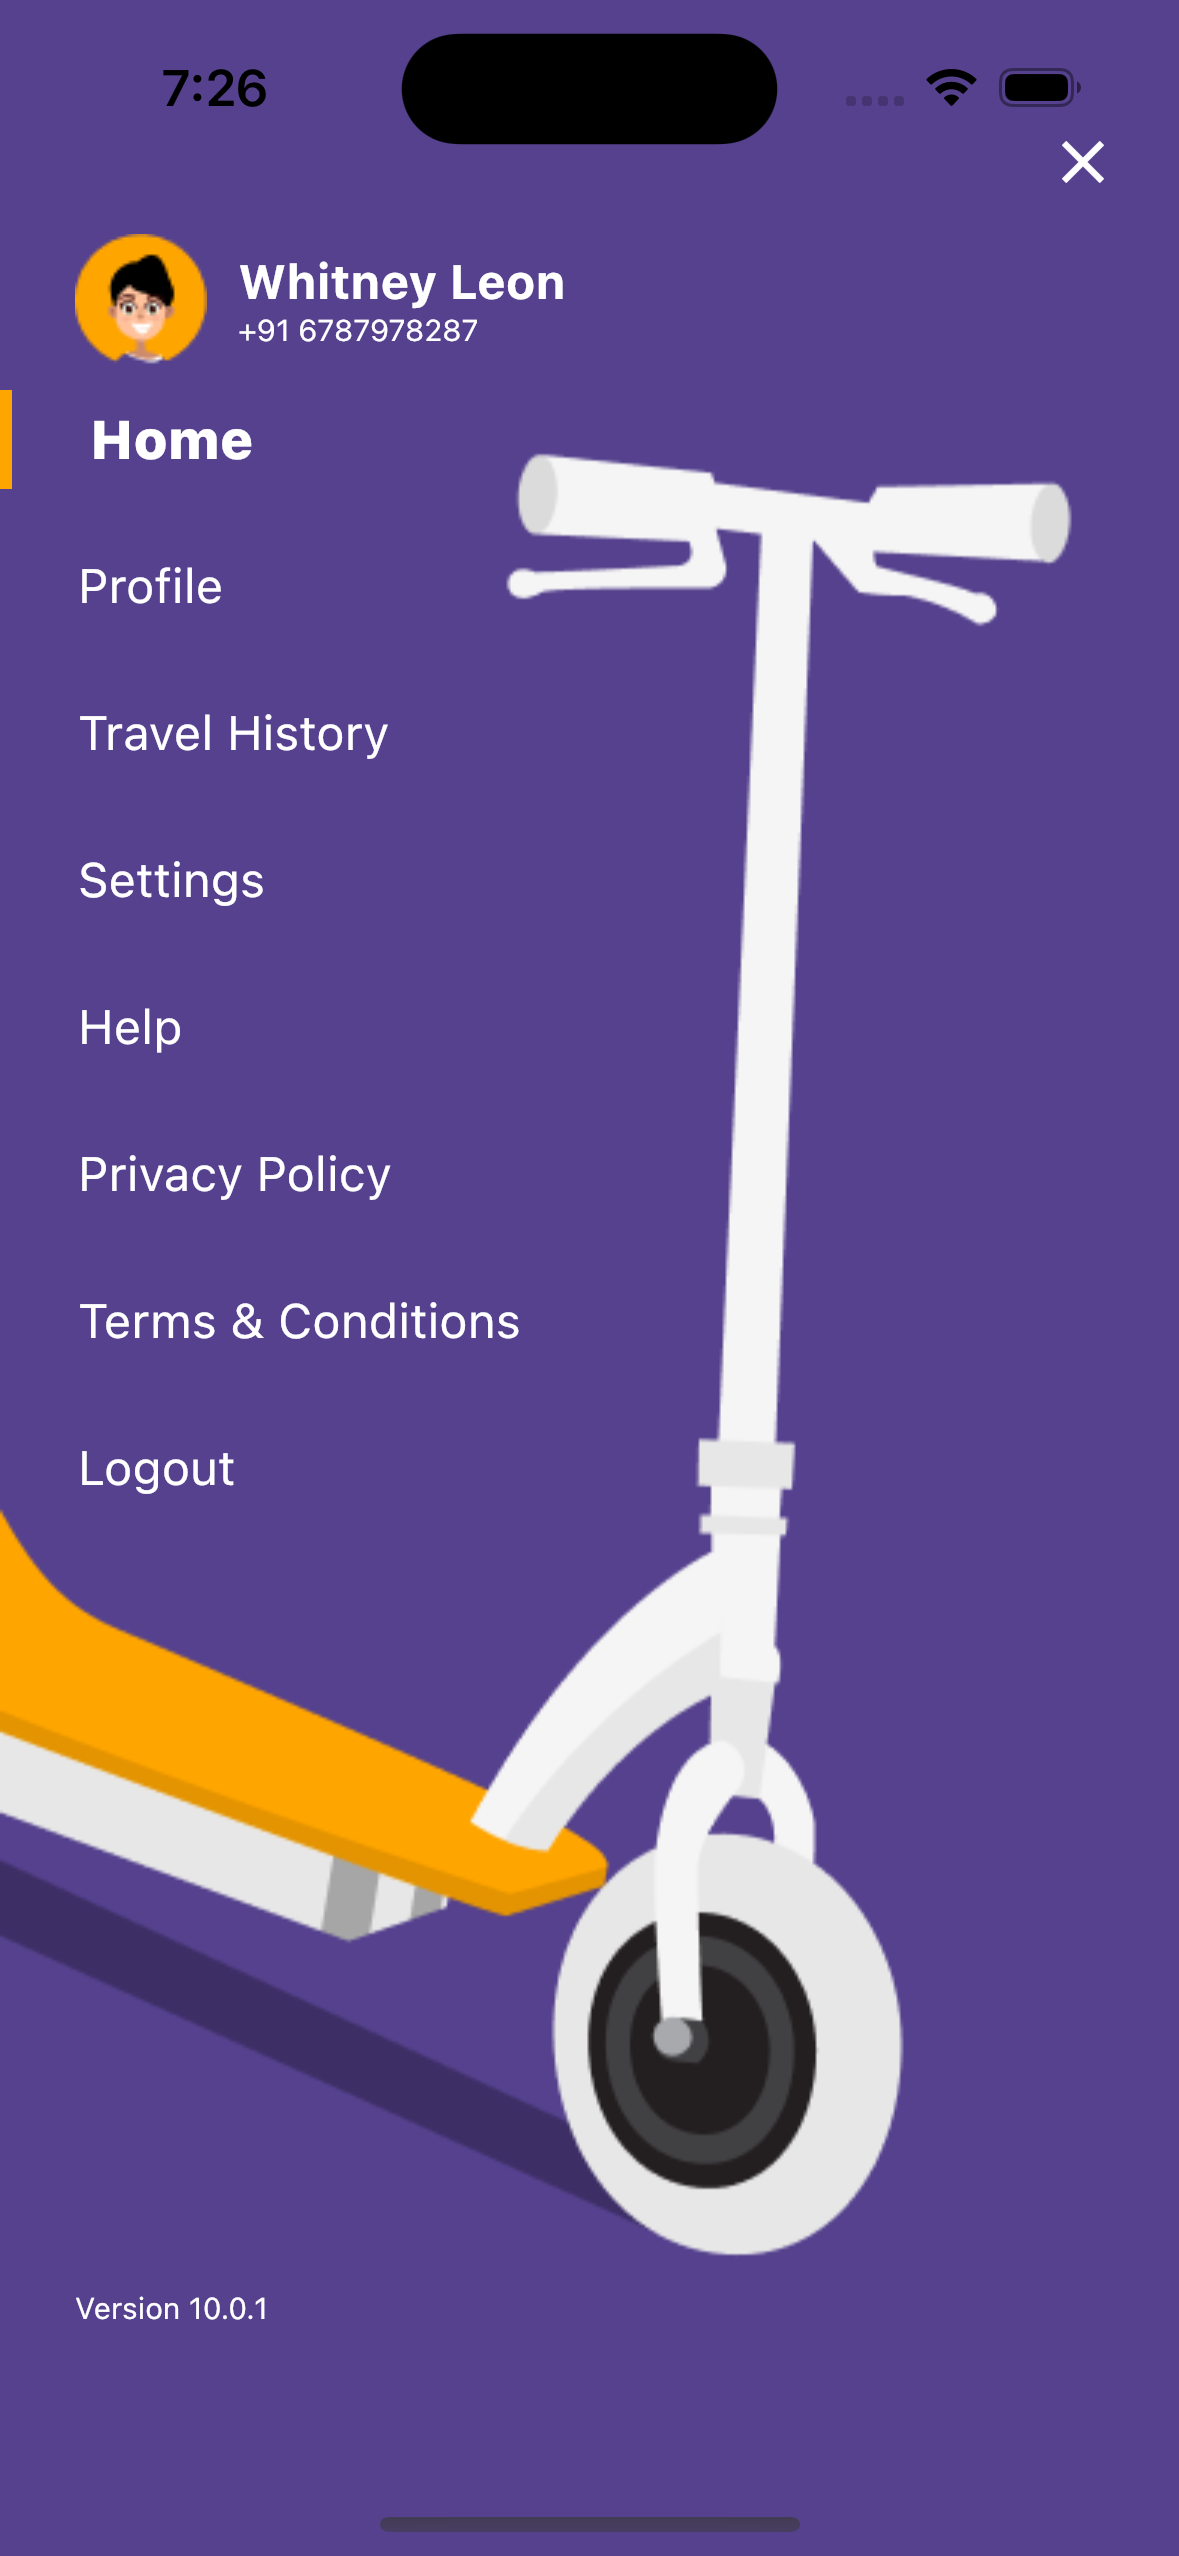 7:26
Whitney Leon
+91 6787978287
Home
Profile
Travel History
Settings
Help
Privacy Policy
Terms & Conditions
Logout
Version 10.0.1